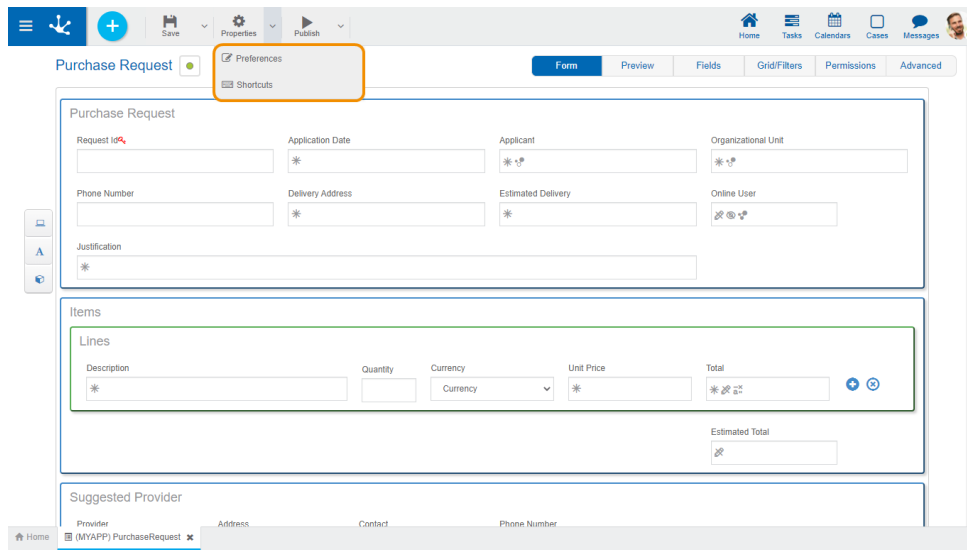 Save
Properties
Publish
Home
Tasks
Calendars
Cases
Messages
Preferences
Shortcuts
Purchase Request
Form
Preview
Fields
Grid/Filters
Permissions
Advanced
Purchase Request
Request Id
Application Date
Applicant
Organizational Unit
Phone Number
Delivery Address
Estimated Delivery
Online User
Justification
A
Items
Lines
Description
Quantity
Currency
Unit Price
Total
Currency
Estimated Total
Suggested Provider
Provider
Address
Contact
Phone Number
Home
(MYAPP) PurchaseRequest